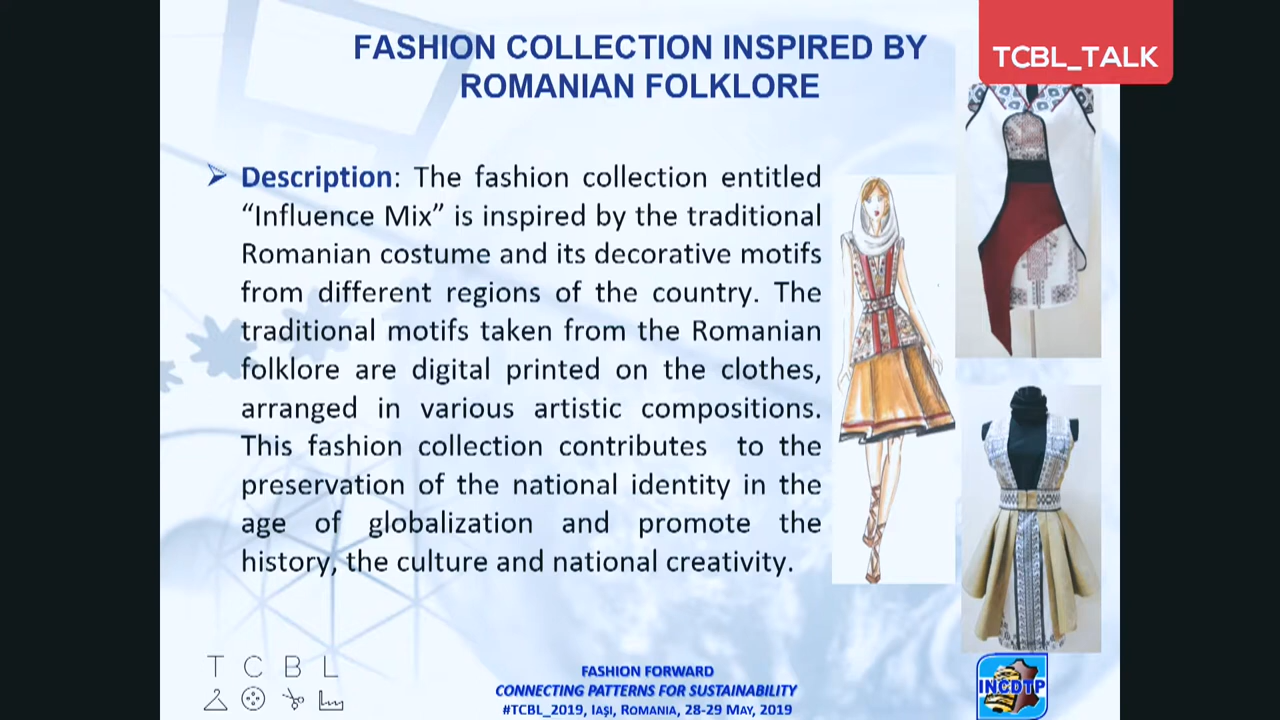 FASHION COLLECTION INSPIRED BY
ROMANIAN FOLKLORE
TCBL_TALK
Description: The fashion collection entitled
“Influence Mix” is inspired by the traditional
Romanian costume and its decorative motifs
from different regions of the country. The
traditional motifs taken from the Romanian
folklore are digital printed on the clothes,
arranged in various artistic compositions.
This fashion collection contributes to the
preservation of the national identity in the
age of globalization and promote the
history, the culture and national creativity.
T C B L
FASHION FORWARD
CONNECTING PATTERNS FOR SUSTAINABILITY
#TCBL_2019, IAŞI, ROMANIA, 28-29 MAY, 2019
INCDTP